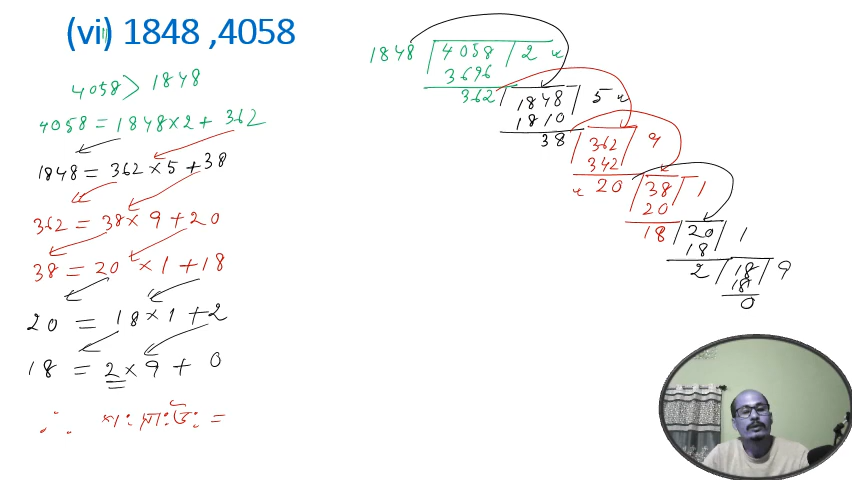 (vi) 1848 ,4058
4058 > 1848
4058 = 1848 × 2 + 362
1848 = 362 × 5 + 38
362 = 38 × 9 + 20
38 = 20 × 1 + 18
20 = 18 × 1 + 2
18 = 2 × 9 + 0
∴ =
1848 4058 2
3696
362 1848 5
1810
38 362 9
342
20 38 1
20
18 20 1
18
2 18 9
18
0